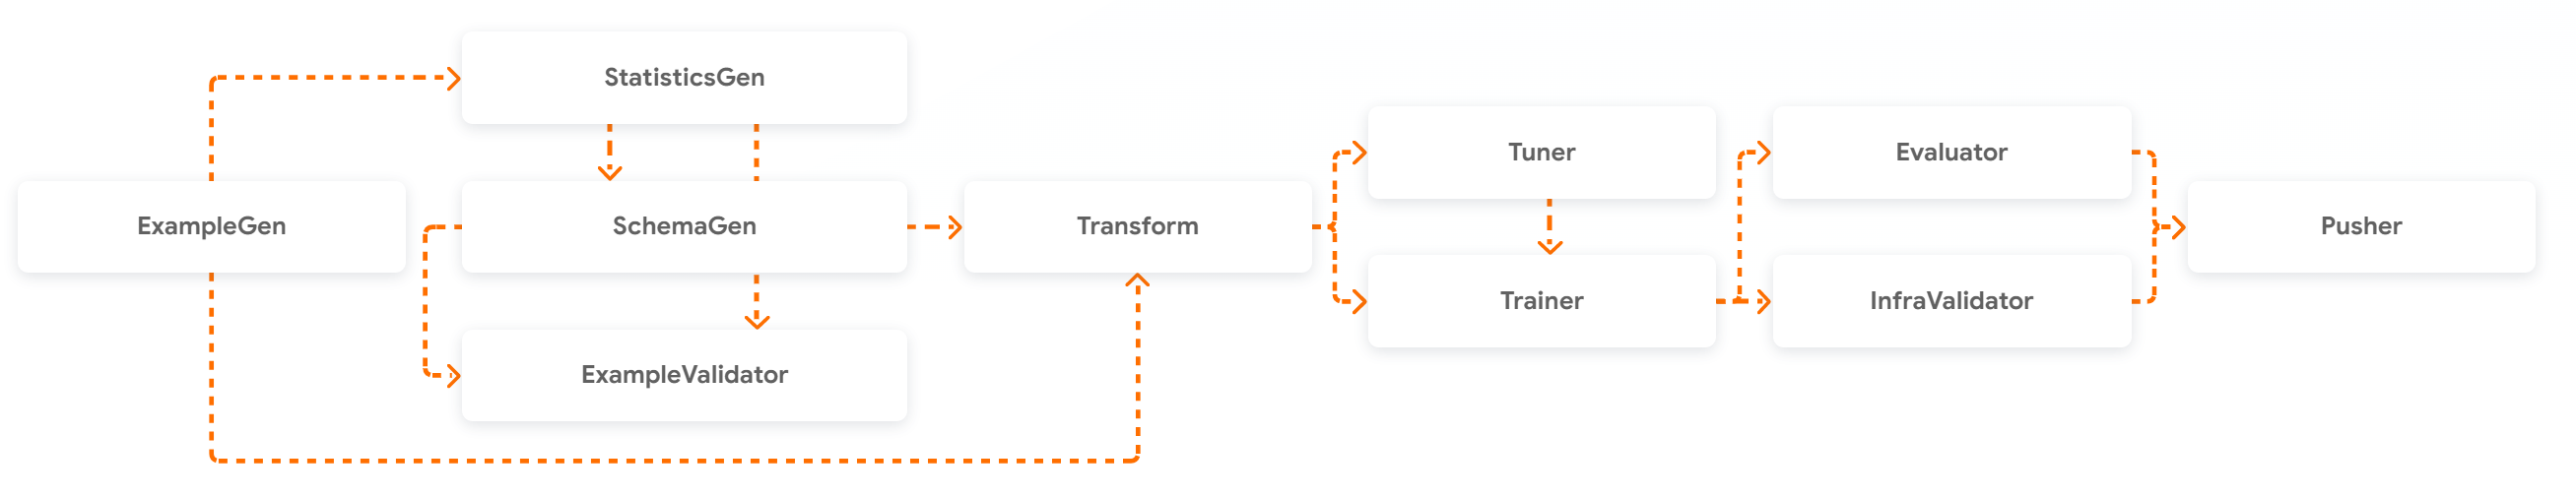 StatisticsGen
ExampleGen
SchemaGen
ExampleValidator
Transform
Tuner
Trainer
Evaluator
InfraValidator
Pusher